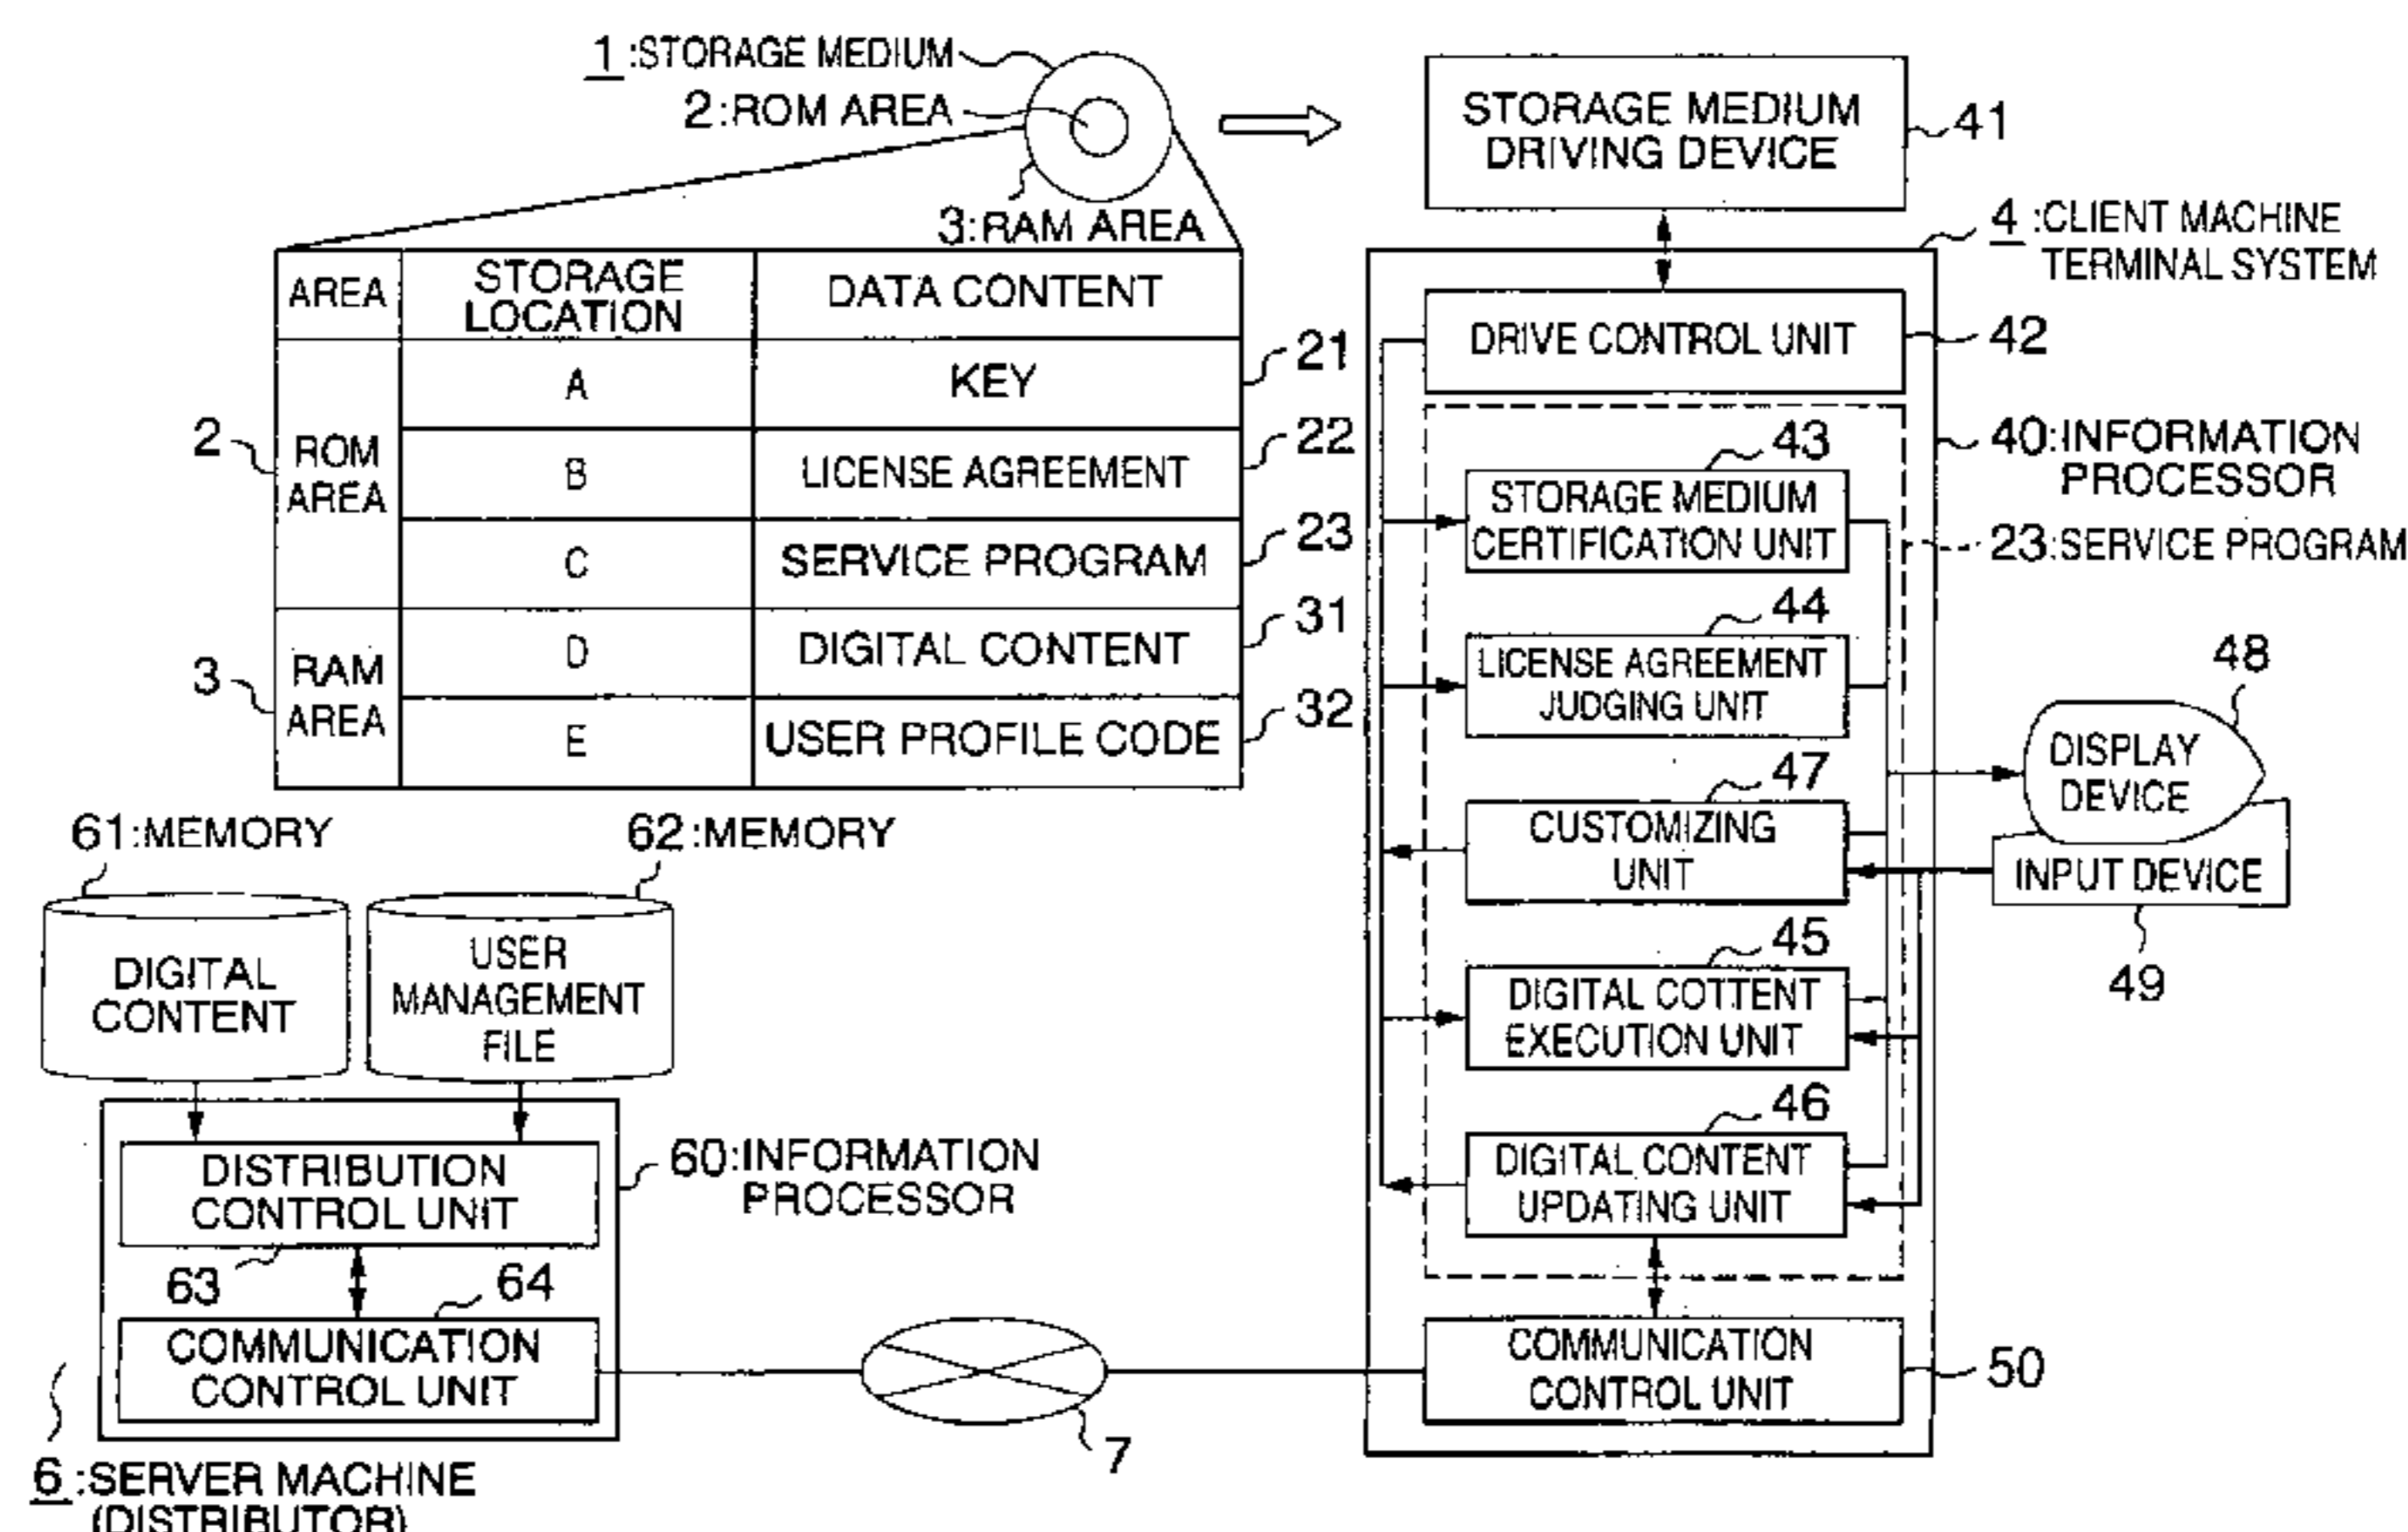 1 :STORAGE MEDIUM
2:ROM AREA
3:RAM AREA
STORAGE MEDIUM
DRIVING DEVICE
41
4 :CLIENT MACHINE
TERMINAL SYSTEM
AREA
STORAGE
LOCATION
DATA CONTENT
2
ROM
AREA
A
KEY
21
B
LICENSE AGREEMENT
22
C
SERVICE PROGRAM
23
3
RAM
AREA
D
DIGITAL CONTENT
31
E
USER PROFILE CODE
32
DRIVE CONTROL UNIT
42
40:INFORMATION
PROCESSOR
23:SERVICE PROGRAM
43
STORAGE MEDIUM
CERTIFICATION UNIT
44
LICENSE AGREEMENT
JUDGING UNIT
47
CUSTOMIZING
UNIT
45
DIGITAL COTTENT
EXECUTION UNIT
46
DIGITAL CONTENT
UPDATING UNIT
48
DISPLAY
DEVICE
INPUT DEVICE
49
COMMUNICATION
CONTROL UNIT
50
61:MEMORY
62:MEMORY
DIGITAL
CONTENT
USER
MANAGEMENT
FILE
DISTRIBUTION
CONTROL UNIT
60:INFORMATION
PROCESSOR
63
64
COMMUNICATION
CONTROL UNIT
7
6 :SERVER MACHINE
(DISTRIBUTOR)